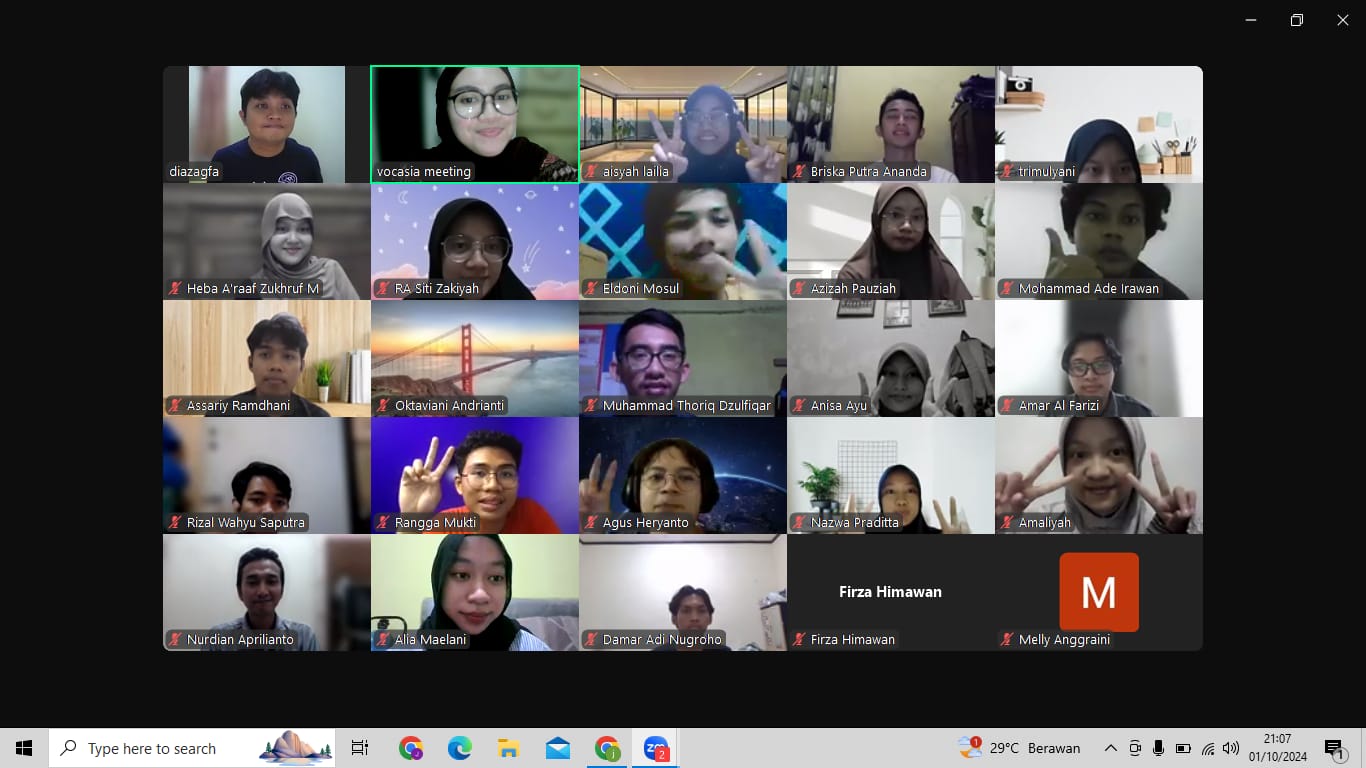 diazagfa
vocasia meeting
aisyah lailia
Briska Putra Ananda
trimulyani
Heba A'raaf Zukhruf M
RA Siti Zakiyah
Eldoni Mosul
Azizah Pauziah
Mohammad Ade Irawan
Assariy Ramdhani
Oktaviani Andrianti
Muhammad Thoriq Dzulfiqar
Anisa Ayu
Amar Al Farizi
Rizal Wahyu Saputra
Rangga Mukti
Agus Heryanto
Nazwa Praditta
Amaliyah
Nurdian Aprilianto
Alia Maelani
Damar Adi Nugroho
Firza Himawan
Firza Himawan
M
Melly Anggraini
Type here to search
2
1
29°C Berawan
21:07
01/10/2024
1